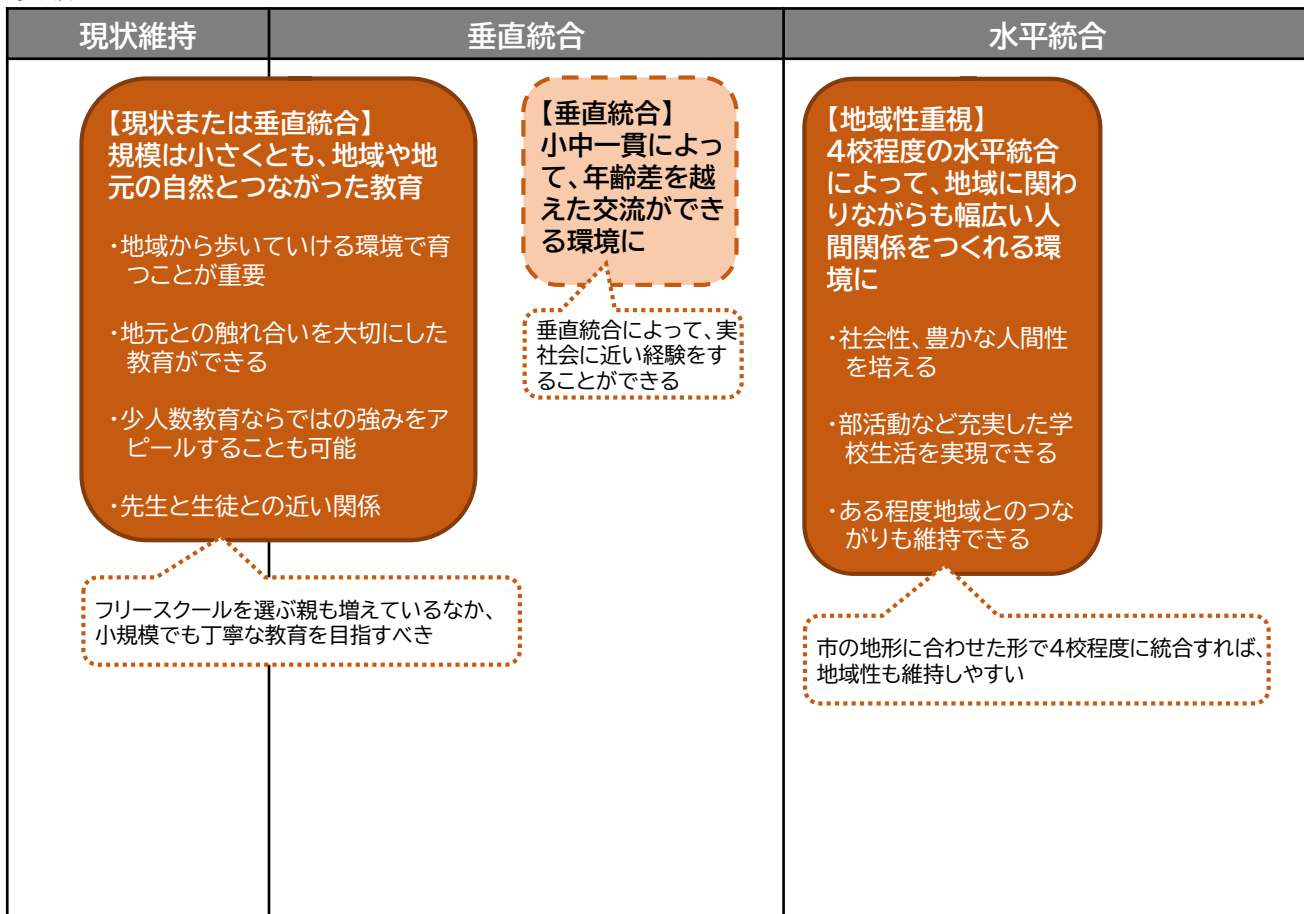 現状維持
垂直統合
水平統合
【現状または垂直統合】
規模は小さくとも、地域や地
元の自然とつながった教育
・地域から歩いていける環境で育
つことが重要
・地元との触れ合いを大切にした
教育ができる
・少人数教育ならではの強みをア
ピールすることも可能
・先生と生徒との近い関係
フリースクールを選ぶ親も増えているなか、
小規模でも丁寧な教育を目指すべき
【垂直統合】
小中一貫によっ
て、年齢差を越
えた交流ができ
る環境に
垂直統合によって、実
社会に近い経験をす
ることができる
【地域性重視】
4校程度の水平統合
によって、地域に関わ
りながらも幅広い人
間関係をつくれる環
境に
・社会性、豊かな人間性
を培える
・部活動など充実した学
校生活を実現できる
・ある程度地域とのつな
がりも維持できる
市の地形に合わせた形で4校程度に統合すれば、
地域性も維持しやすい